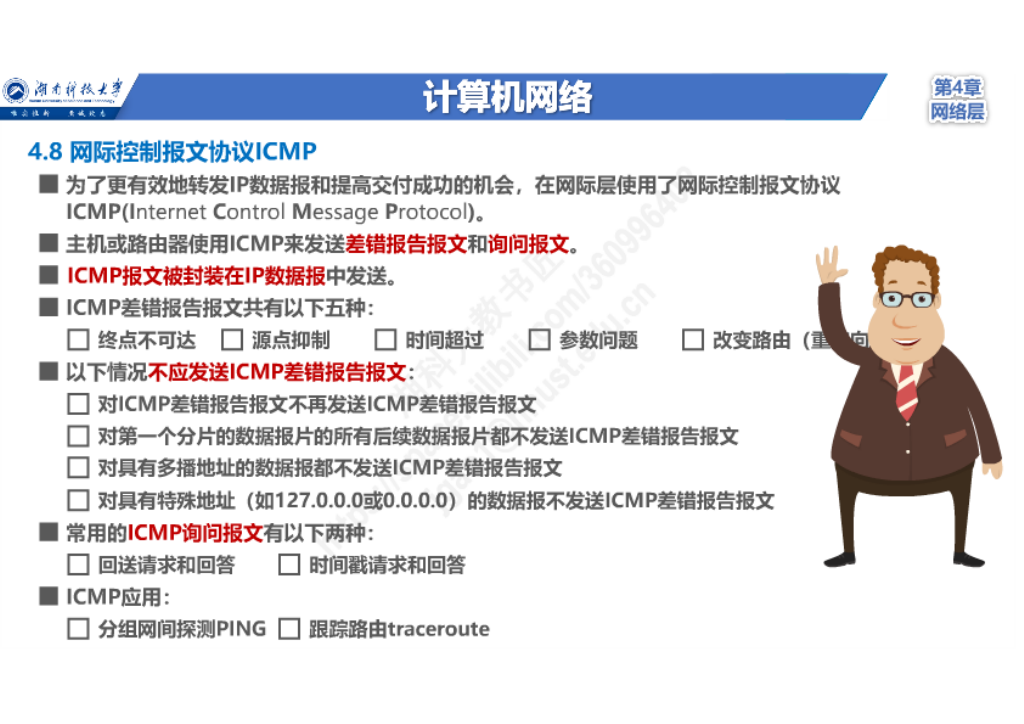 湖南科技大学
计算机网络
第4章
网络层
4.8 网际控制报文协议ICMP
为了更有效地转发IP数据报和提高交付成功的机会，在网际层使用了网际控制报文协议
ICMP(Internet Control Message Protocol)。
主机或路由器使用ICMP来发送差错报告报文和询问报文。
ICMP报文被封装在IP数据报中发送。
ICMP差错报告报文共有以下五种：
终点不可达 源点抑制 时间超过 参数问题 改变路由（重 向
以下情况不应发送ICMP差错报告报文：
对ICMP差错报告报文不再发送ICMP差错报告报文
对第一个分片的数据报片的所有后续数据报片都不发送ICMP差错报告报文
对具有多播地址的数据报都不发送ICMP差错报告报文
对具有特殊地址（如127.0.0.0或0.0.0.0）的数据报不发送ICMP差错报告报文
常用的ICMP询问报文有以下两种：
回送请求和回答 时间戳请求和回答
ICMP应用：
分组网间探测PING 跟踪路由traceroute